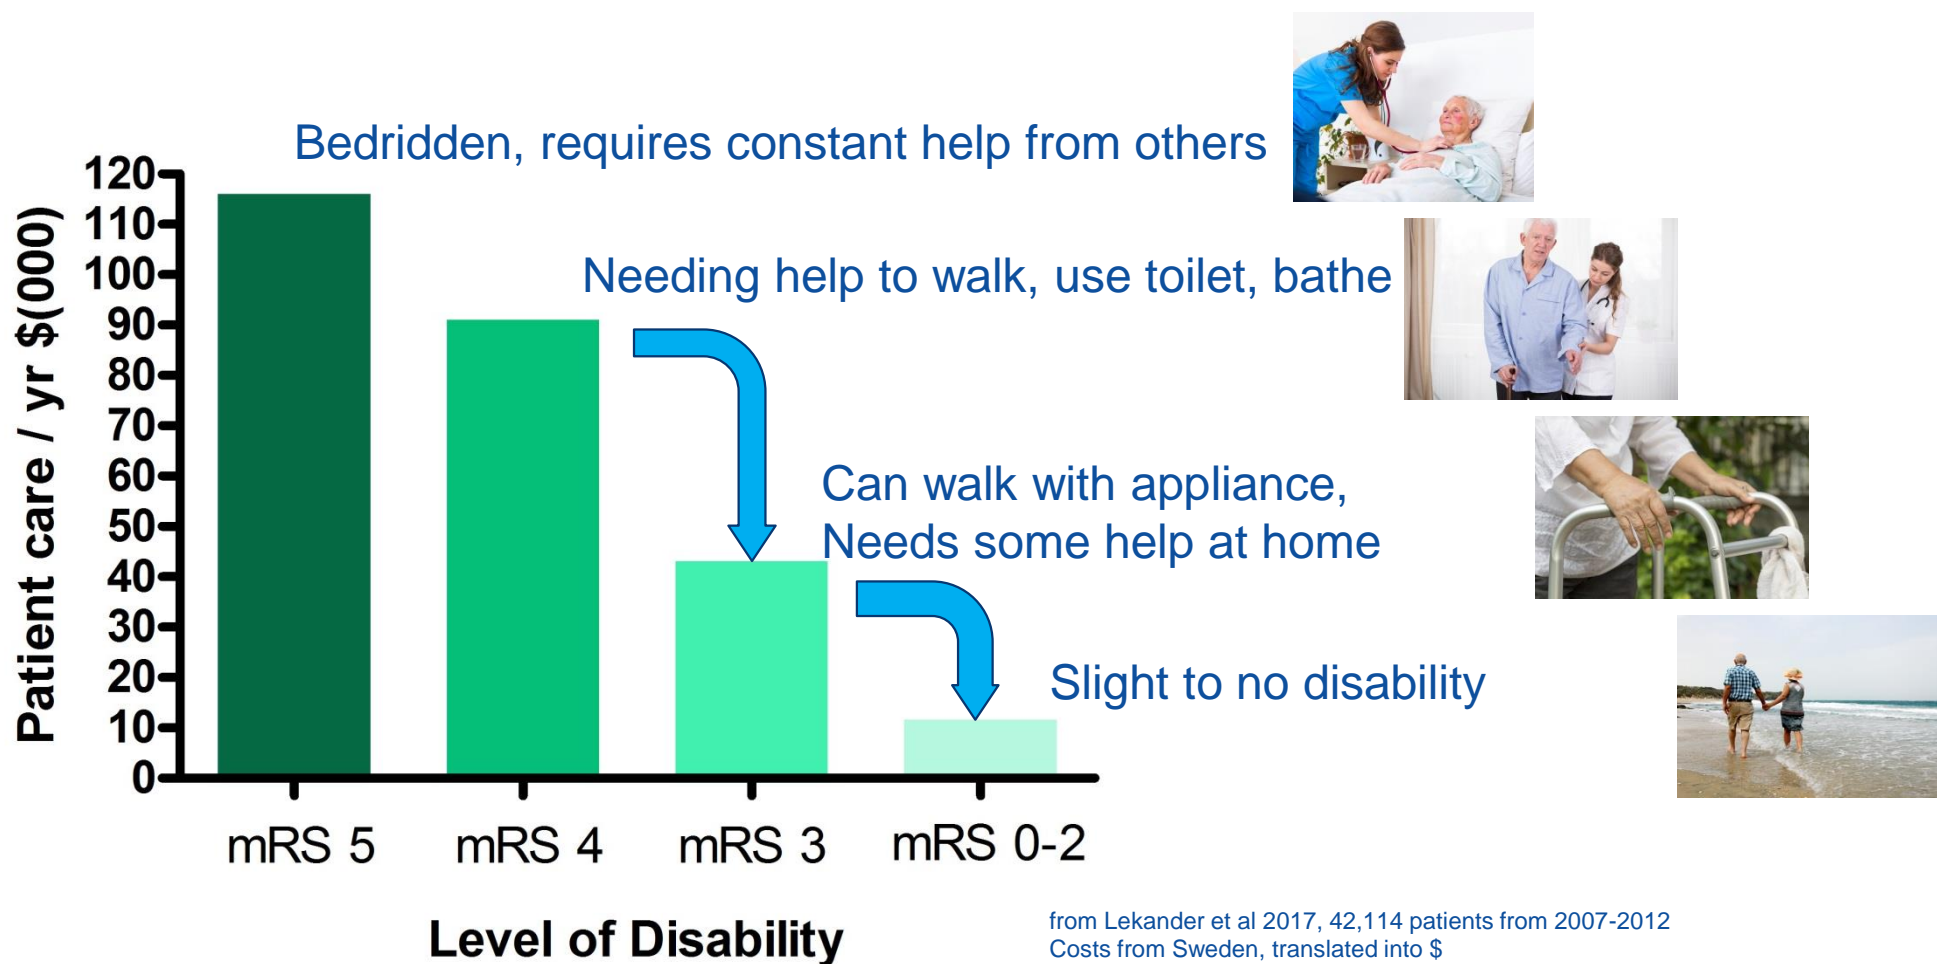 Bedridden, requires constant help from others
Needing help to walk, use toilet, bathe
Can walk with appliance,
Needs some help at home
Slight to no disability
Patient care / yr $(000)
120
110
100
90
80
70
60
50
40
30
20
10
0
mRS 5
mRS 4
mRS 3
mRS 0-2
Level of Disability
from Lekander et al 2017, 42,114 patients from 2007-2012
Costs from Sweden, translated into $